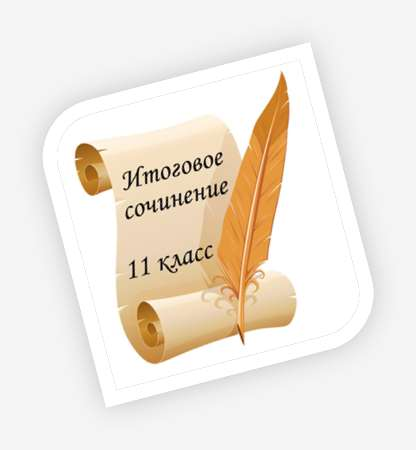 Итоговое
сочинение
11 класс